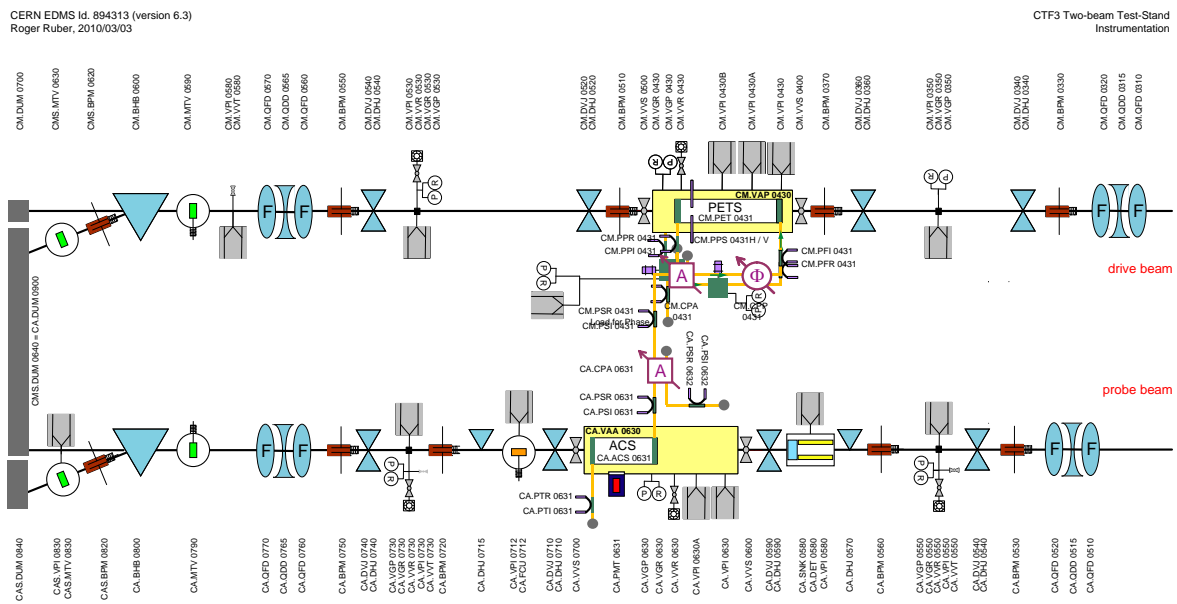 CERN EDMS Id. 894313 (version 6.3)
Roger Ruber, 2010/03/03
CTF3 Two-beam Test-Stand
Instrumentation
CM.DUM 0700
CMS.MTV 0630
CMS.BPM 0620
CM.BHB 0600
CM.MTV 0590
CM.VPI 0580
CM.VVT 0580
CM.QFD 0570
CM.QDD 0565
CM.QFD 0560
CM.BPM 0550
CM.DVJ 0540
CM.DHJ 0540
CM.VPI 0530
CM.VVR 0530
CM.VGR 0530
CM.VGP 0530
CM.DVJ 0520
CM.DHJ 0520
CM.BPM 0510
CM.VVS 0500
CM.VGR 0430
CM.VGP 0430
CM.VVR 0430
CM.VPI 0430B
CM.VPI 0430A
CM.VPI 0430
CM.VVS 0400
CM.BPM 0370
CM.DVJ 0360
CM.DHJ 0360
CM.VPI 0350
CM.VGR 0350
CM.VGP 0350
CM.DVJ 0340
CM.DHJ 0340
CM.BPM 0330
CM.QFD 0320
CM.QDD 0315
CM.QFD 0310
R
P
R
P
R
P
CM.VAP 0430
PETS
CM.PET 0431
F
F
F
F
CM.PPR 0431
CM.PPI 0431
CM.PPS 0431H / V
CM.PFI 0431
CM.PFR 0431
drive beam
P
R
A
Φ
R
P
CM.CPA
0431
CM.CPP
0431
CM.PSR 0431
Load for Phase
CM.PSI 0431
CMS.DUM 0640 = CA.DUM 0900
CA.CPA 0631
A
CA.PSR 0632
CA.PSI 0632
probe beam
CA.PSR 0631
CA.PSI 0631
CA.VAA 0630
ACS
CA.ACS 0631
F
F
F
F
P
R
P
R
P
R
CA.PTR 0631
CA.PTI 0631
CAS.DUM 0840
CAS.VPI 0830
CAS.MTV 0830
CAS.BPM 0820
CA.BHB 0800
CA.MTV 0790
CA.QFD 0770
CA.QDD 0765
CA.QFD 0760
CA.BPM 0750
CA.DVJ 0740
CA.DHJ 0740
CA.VGP 0730
CA.VGR 0730
CA.VVR 0730
CA.VPI 0730
CA.VVT 0730
CA.BPM 0720
CA.DHJ 0715
CA.VPI 0712
CA.FCU 0712
CA.DVJ 0710
CA.DHJ 0710
CA.VVS 0700
CA.PMT 0631
CA.VGP 0630
CA.VGR 0630
CA.VVR 0630
CA.VPI 0630A
CA.VPI 0630
CA.VVS 0600
CA.DVJ 0590
CA.DHJ 0590
CA.SNK 0580
CA.DET 0580
CA.VPI 0580
CA.DHJ 0570
CA.BPM 0560
CA.VGP 0550
CA.VGR 0550
CA.VVR 0550
CA.VPI 0550
CA.VVT 0550
CA.DVJ 0540
CA.DHJ 0540
CA.BPM 0530
CA.QFD 0520
CA.QDD 0515
CA.QFD 0510